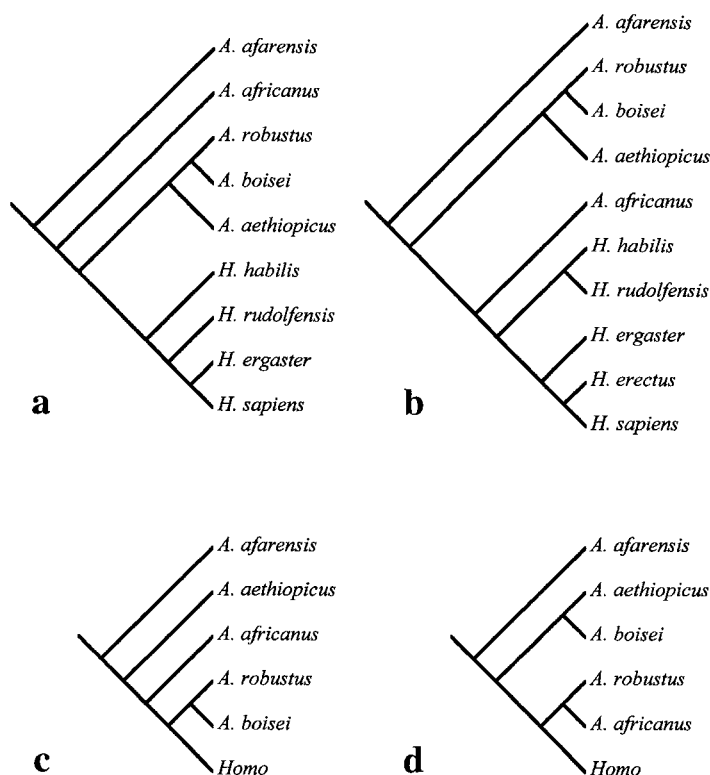 A. afarensis
A. africanus
A. robustus
A. boisei
A. aethiopicus
H. habilis
H. rudolfensis
H. ergaster
H. sapiens
a
A. afarensis
A. robustus
A. boisei
A. aethiopicus
A. africanus
H. habilis
H. rudolfensis
H. ergaster
H. erectus
H. sapiens
b
A. afarensis
A. aethiopicus
A. africanus
A. robustus
A. boisei
Homo
c
A. afarensis
A. aethiopicus
A. boisei
A. robustus
A. africanus
Homo
d